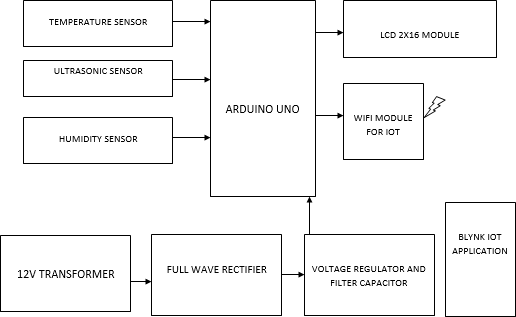 TEMPERATURE SENSOR
ULTRASONIC SENSOR
HUMIDITY SENSOR
ARDUINO UNO
LCD 2X16 MODULE
WIFI MODULE
FOR IOT
12V TRANSFORMER
FULL WAVE RECTIFIER
VOLTAGE REGULATOR AND
FILTER CAPACITOR
BLYNK IOT
APPLICATION